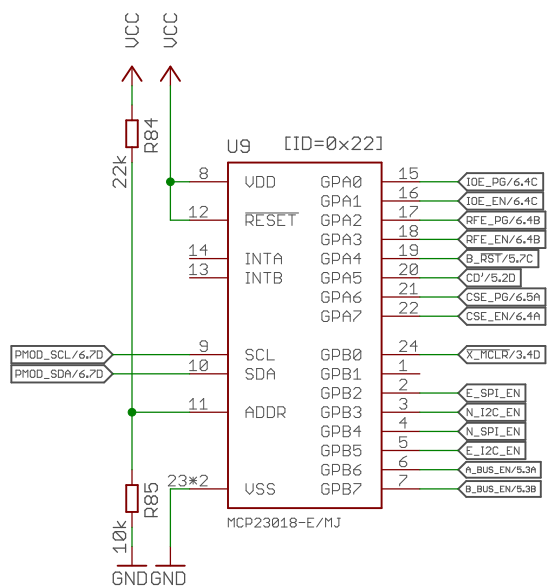 VCC
VCC
R84
22k
U9 [ID=0x22]
8 VDD GPA0 15 IOE_PG/6.4C
GPA1 16 IOE_EN/6.4C
12 RESET GPA2 17 RFE_PG/6.4B
GPA3 18 RFE_EN/6.4B
14 INTA GPA4 19 B_RST/5.7C
13 INTB GPA5 20 CD'/5.2D
GPA6 21 CSE_PG/6.5A
GPA7 22 CSE_EN/6.4A
PMOD_SCL/6.7D 9 SCL GPB0 24 X_MCLR/3.4D
PMOD_SDA/6.7D 10 SDA GPB1 1
GPB2 2 E_SPI_EN
11 ADDR GPB3 3 N_I2C_EN
GPB4 4 N_SPI_EN
GPB5 5 E_I2C_EN
GPB6 6 A_BUS_EN/5.3A
23*2 VSS GPB7 7 B_BUS_EN/5.3B
R85
10k
MCP23018-E/MJ
GND GND